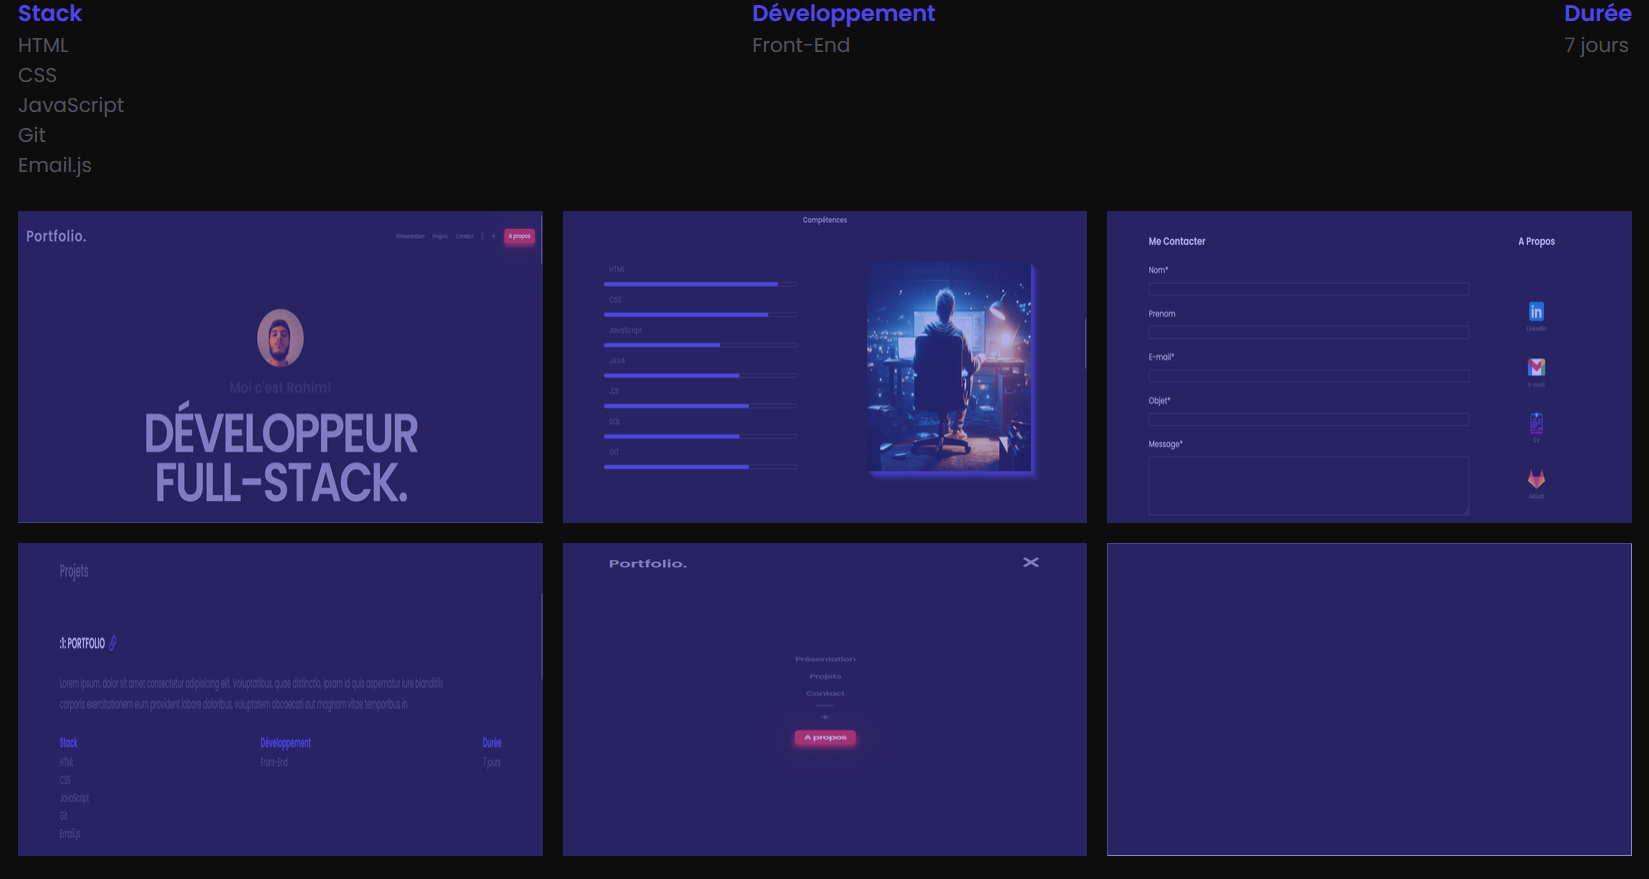 Stack
Développement
Durée
HTML
Front-End
7 jours
CSS
JavaScript
Git
Email.js
Portfolio.
Présentation Projets Contact
A propos
Moi c'est Rahim!
DÉVELOPPEUR
FULL-STACK.
Compétences
HTML
CSS
JavaScript
JAVA
J2E
SQL
GIT
Me Contacter
A Propos
Nom*
Prenom
E-mail*
Objet*
Message*
in
Linkedin
E-mail
CV
Gitlab
Projets
:1: PORTFOLIO
Lorem ipsum, dolor sit amet consectetur adipisicing elit. Voluptatibus, quae distinctio, ipsam id quis aspernatur iure blanditiis
corporis exercitationem eum provident labore doloribus, voluptatem obcaecati aut magnam vitae temporibus in.
Stack
Développement
Durée
HTML
Front-End
7 jours
CSS
JavaScript
Git
Email.js
Portfolio.
Présentation
Projets
Contact
A propos